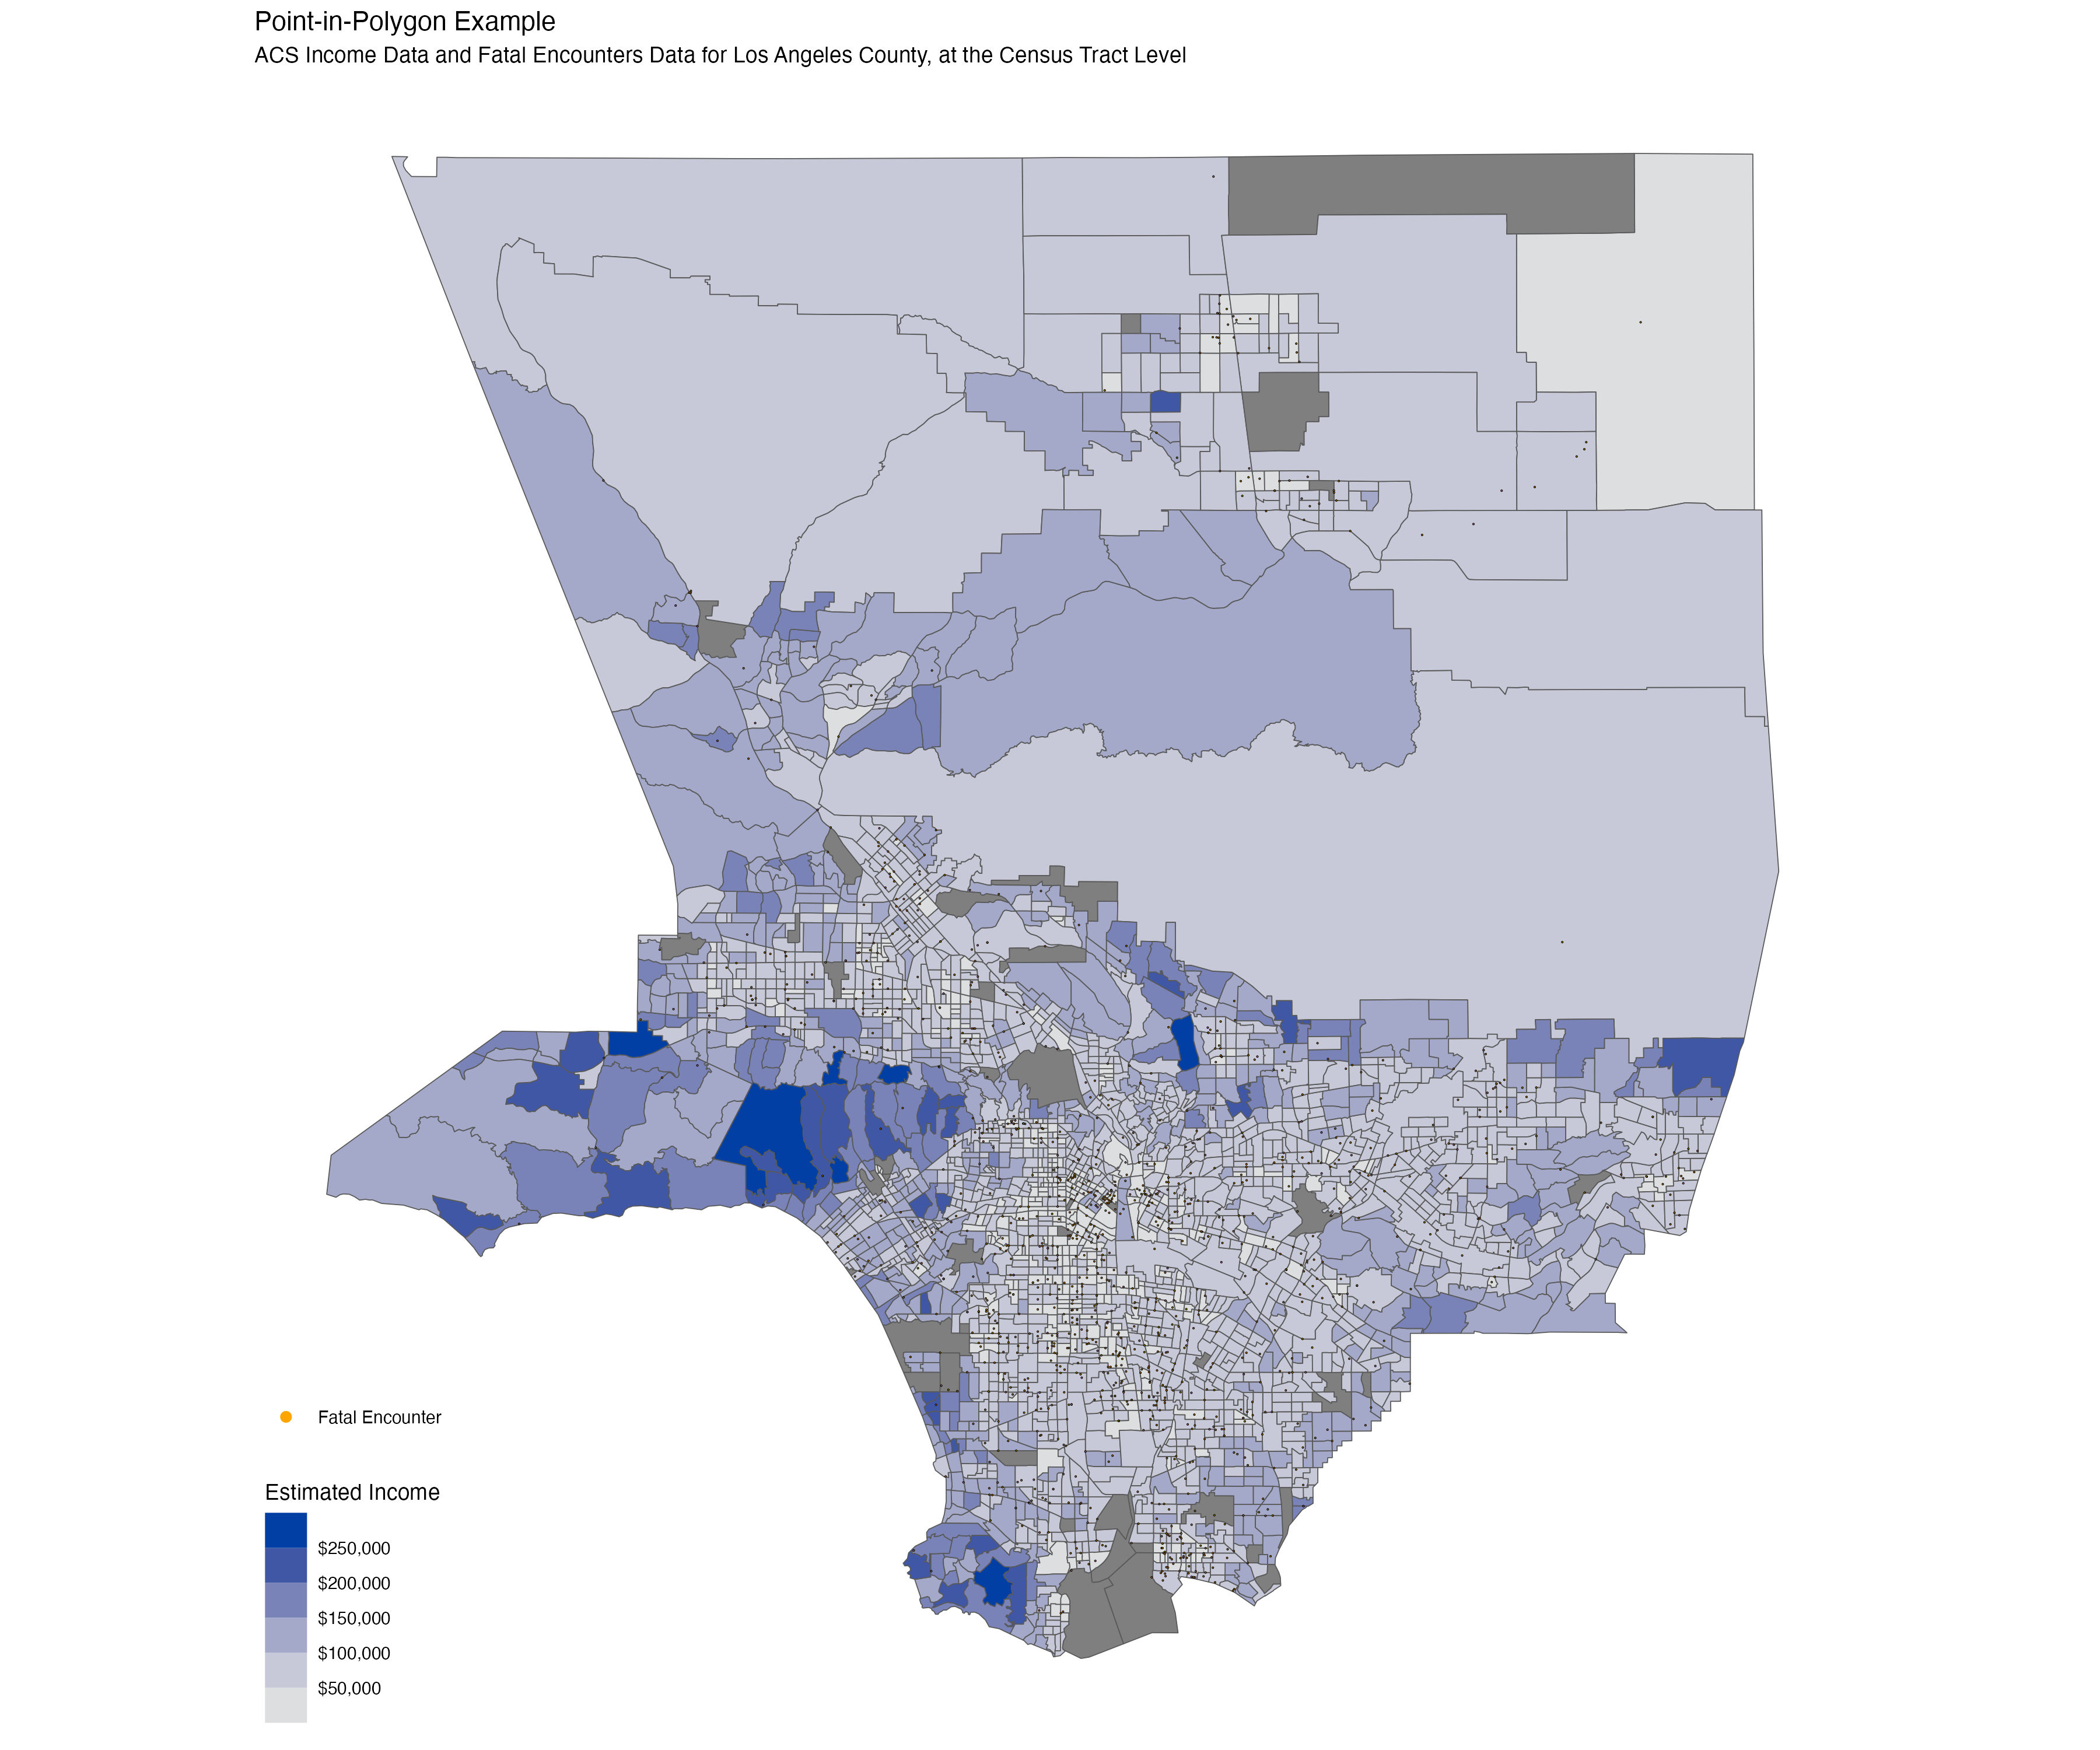 Point-in-Polygon Example
ACS Income Data and Fatal Encounters Data for Los Angeles County, at the Census Tract Level
Fatal Encounter
Estimated Income
$250,000
$200,000
$150,000
$100,000
$50,000